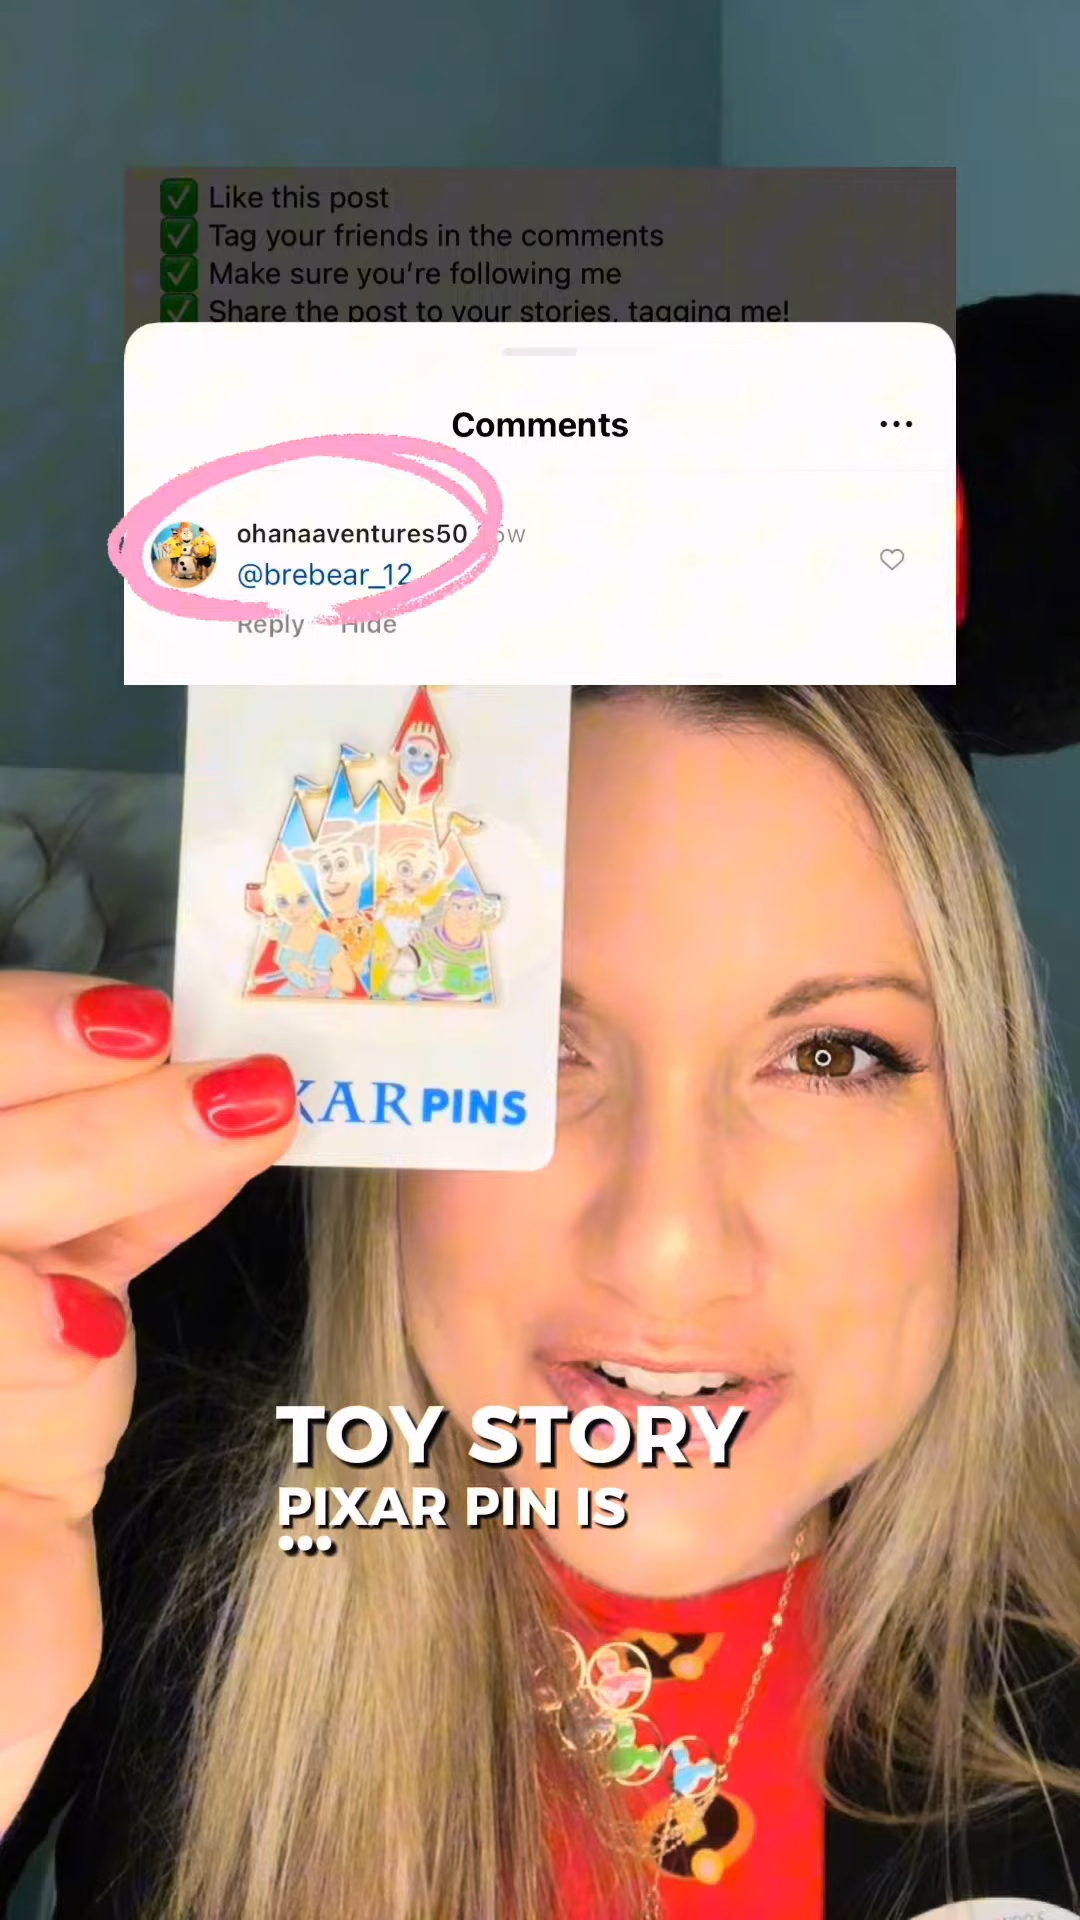 ✅ Like this post
✅ Tag your friends in the comments
✅ Make sure you're following me
✅ Share the post to your stories, tagging me!
Comments
ohanaaventures50
@brebear_12
Reply Hide
PINS
TOY STORY
PIXAR PIN IS
...